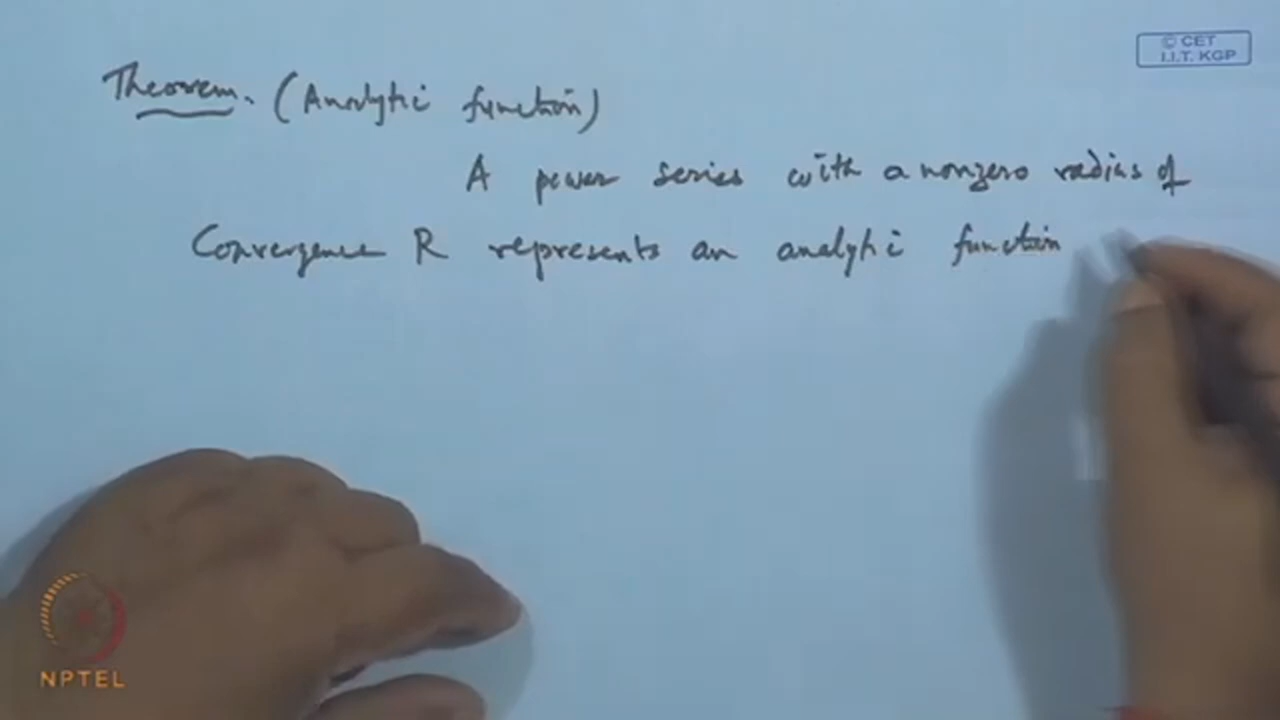 © CET
I.I.T. KGP
Theorem. (Analytic function)
A power series with a nonzero radius of
Convergence R represents an analytic function
NPTEL